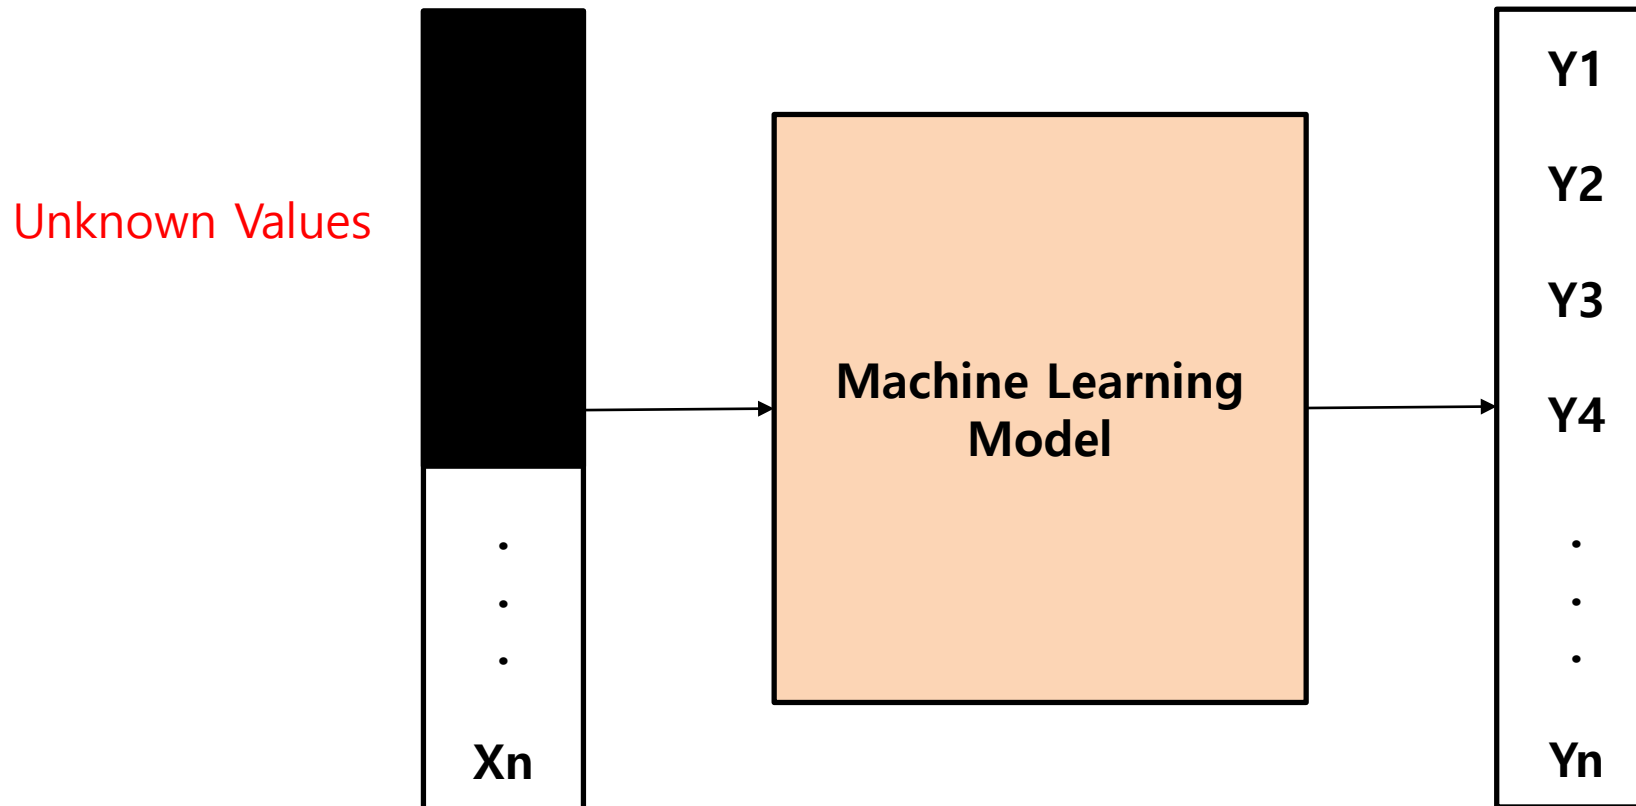 Unknown Values
.
.
.
Xn
Machine Learning
Model
Y1
Y2
Y3
Y4
.
.
.
Yn